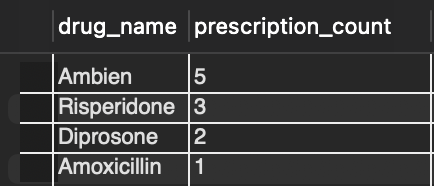 drug_name prescription_count
Ambien 5
Risperidone 3
Diprosone 2
Amoxicillin 1